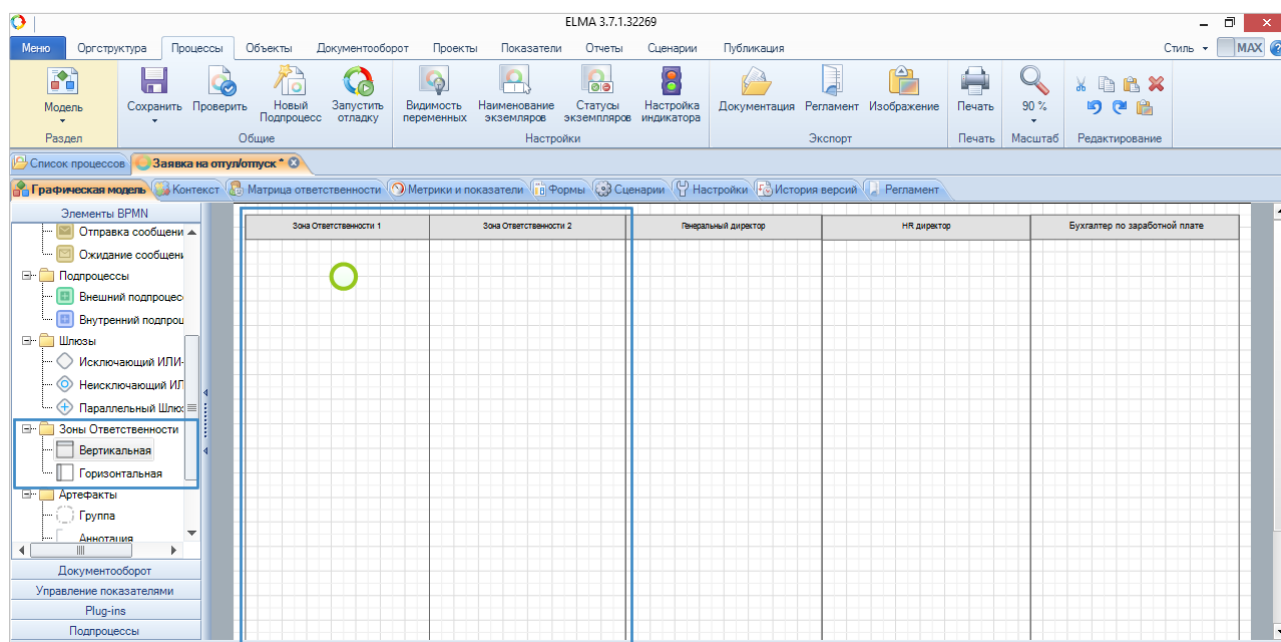 ELMA 3.7.1.32269
Меню Оргструктура Процессы Объекты Документооборот Проекты Показатели Отчеты Сценарии Публикация Стиль MAX
Модель Сохранить Проверить Новый Подпроцесс Запустить отладку Видимость переменных Наименование экземпляров Статусы экземпляров Настройка индикатора Документация Регламент Изображение Печать 90 %
Раздел Общие Настройки Экспорт Печать Масштаб Редактирование
Список процессов Заявка на отгул/отпуск *
Графическая модель Контекст Матрица ответственности Метрики и показатели Формы Сценарии Настройки История версий Регламент
Элементы BPMN
Зона Ответственности 1 Зона Ответственности 2 Генеральный директор HR директор Бухгалтер по заработной плате
Отправка сообщени
Ожидание сообщени
Подпроцессы
Внешний подпроцес
Внутренний подпроц
Шлюзы
Исключающий ИЛИ-
Неисключающий ИЛ
Параллельный Шлюз
Зоны Ответственности
Вертикальная
Горизонтальная
Артефакты
Группа
Аннотация
Документооборот
Управление показателями
Plug-ins
Подпроцессы